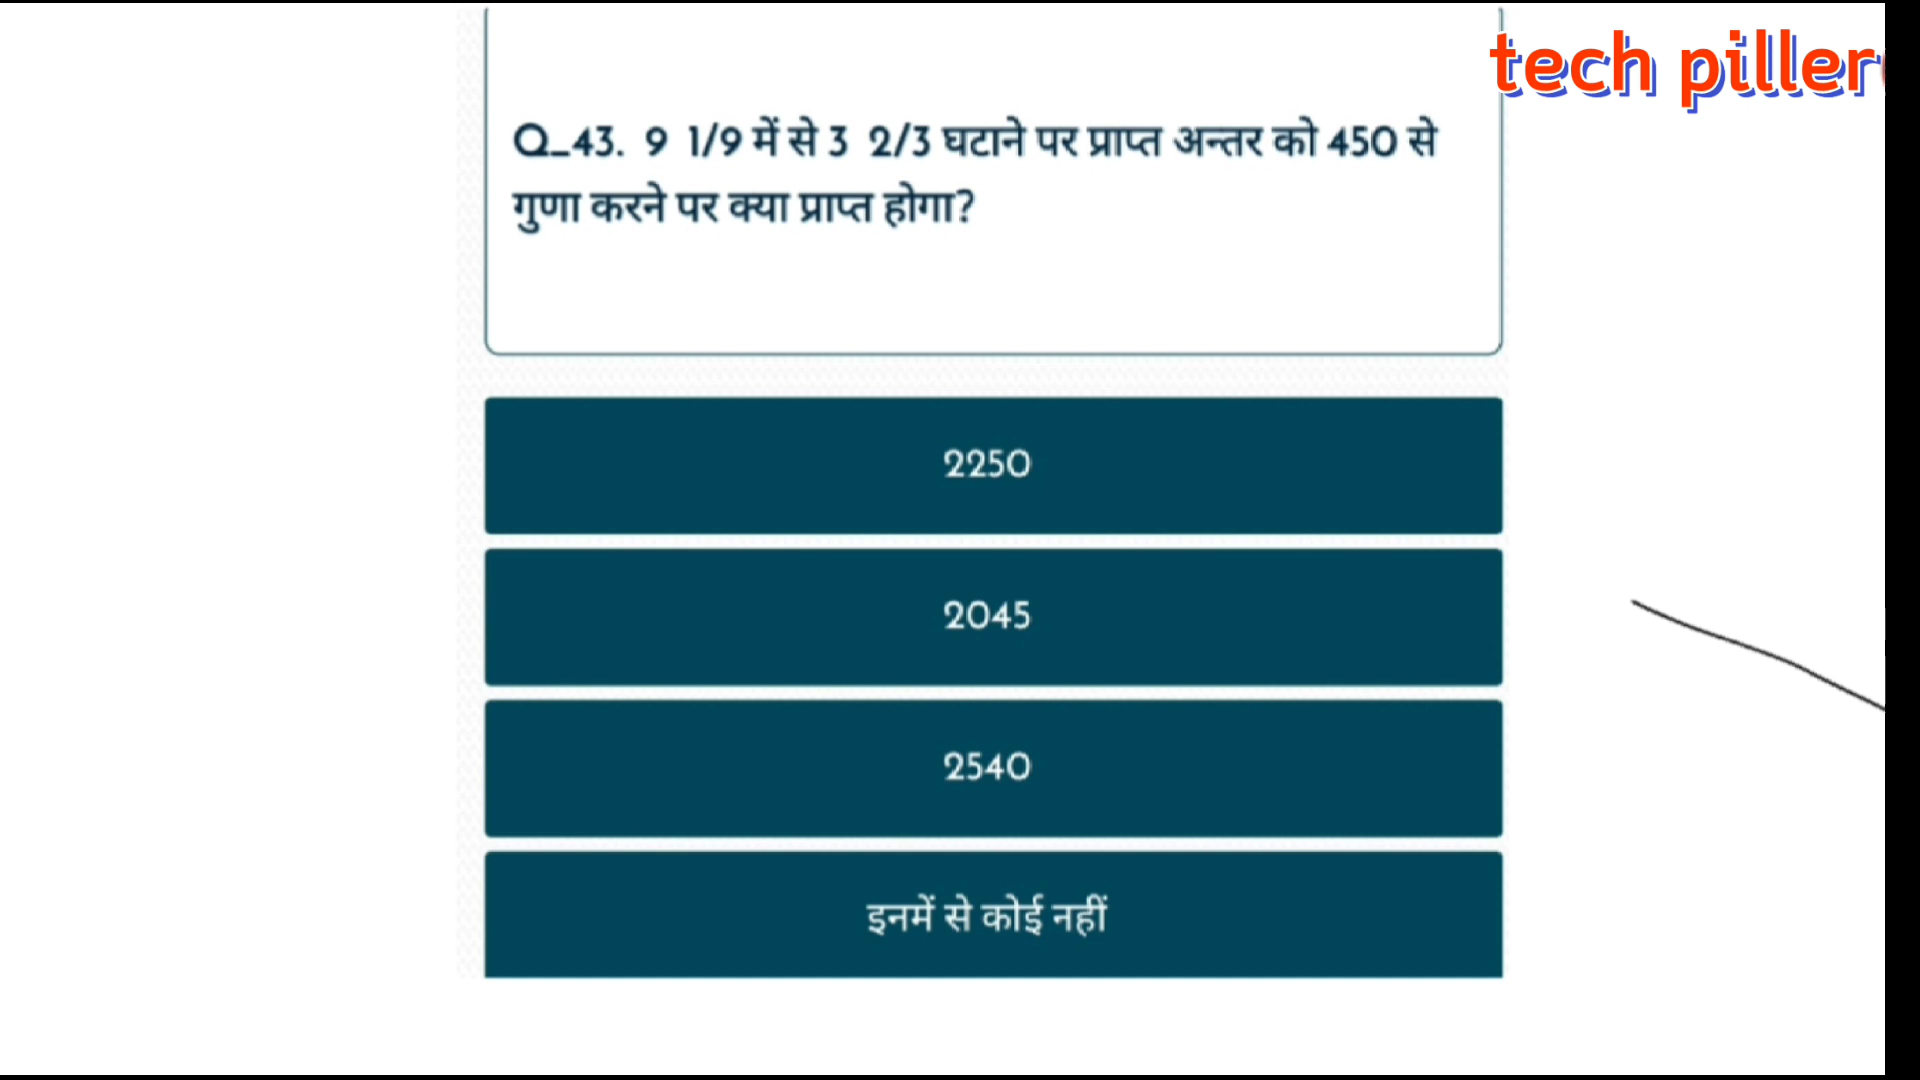 tech piller
Q_43. 9 1/9 में से 3 2/3 घटाने पर प्राप्त अन्तर को 450 से
गुणा करने पर क्या प्राप्त होगा?
2250
2045
2540
इनमें से कोई नहीं